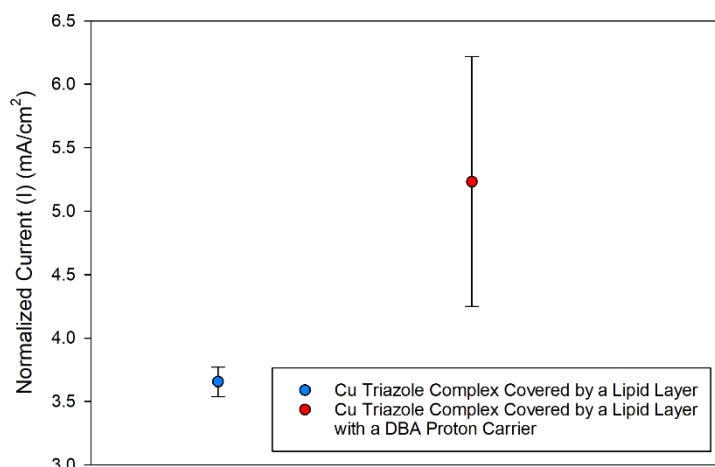 6.5
6.0
5.5
5.0
4.5
4.0
3.5
3.0
Normalized Current (I) (mA/cm²)
Cu Triazole Complex Covered by a Lipid Layer
Cu Triazole Complex Covered by a Lipid Layer
with a DBA Proton Carrier